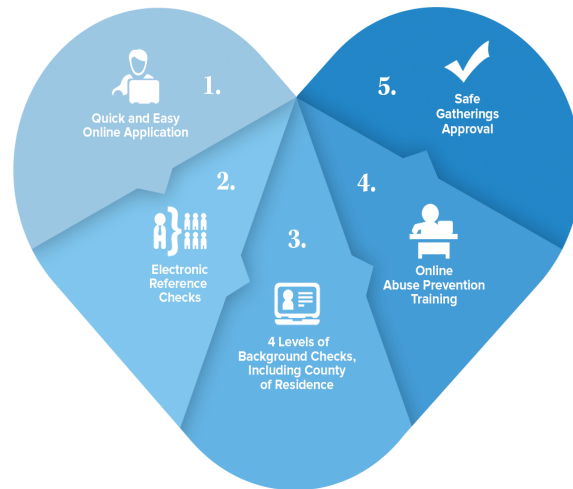 1.
Quick and Easy
Online Application
2.
Electronic
Reference
Checks
3.
4 Levels of
Background Checks,
Including County
of Residence
4.
Online
Abuse Prevention
Training
5.
Safe
Gatherings
Approval